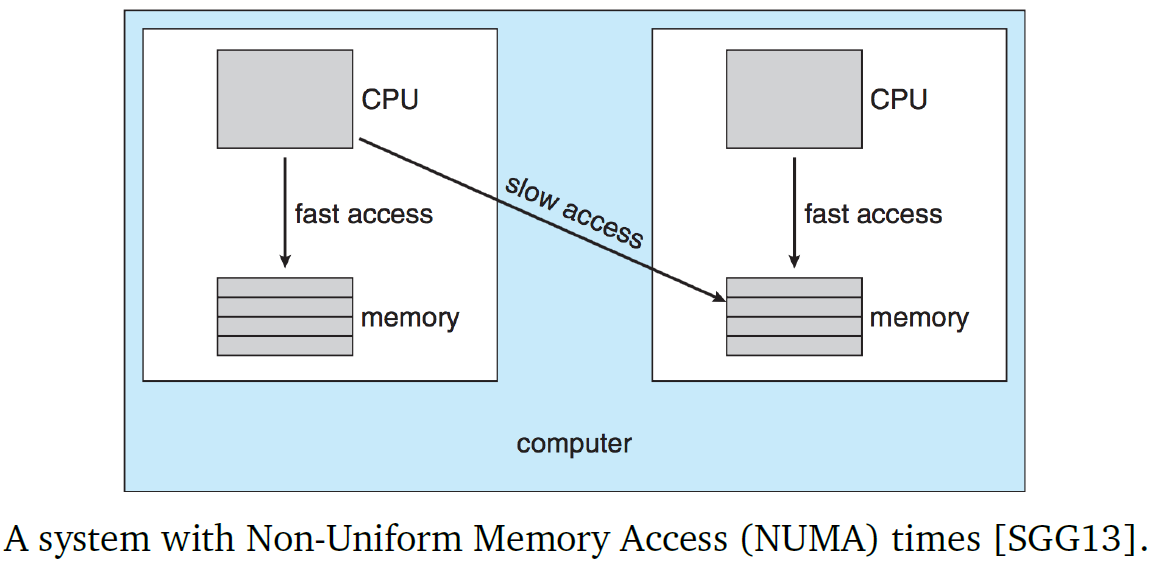 CPU
CPU
slow access
fast access
fast access
memory
memory
computer
A system with Non-Uniform Memory Access (NUMA) times [SGG13].